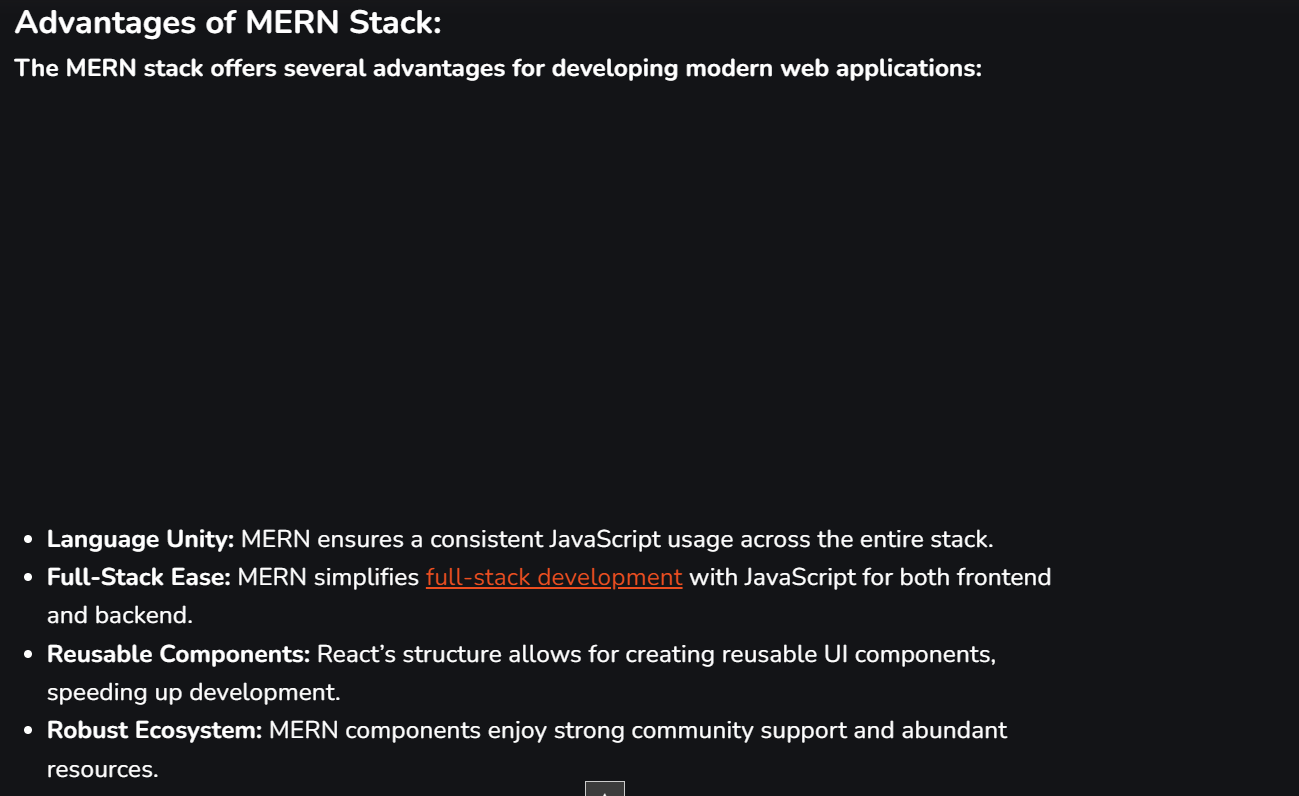 Advantages of MERN Stack:
The MERN stack offers several advantages for developing modern web applications:
• Language Unity: MERN ensures a consistent JavaScript usage across the entire stack.
• Full-Stack Ease: MERN simplifies full-stack development with JavaScript for both frontend
and backend.
• Reusable Components: React’s structure allows for creating reusable UI components,
speeding up development.
• Robust Ecosystem: MERN components enjoy strong community support and abundant
resources.